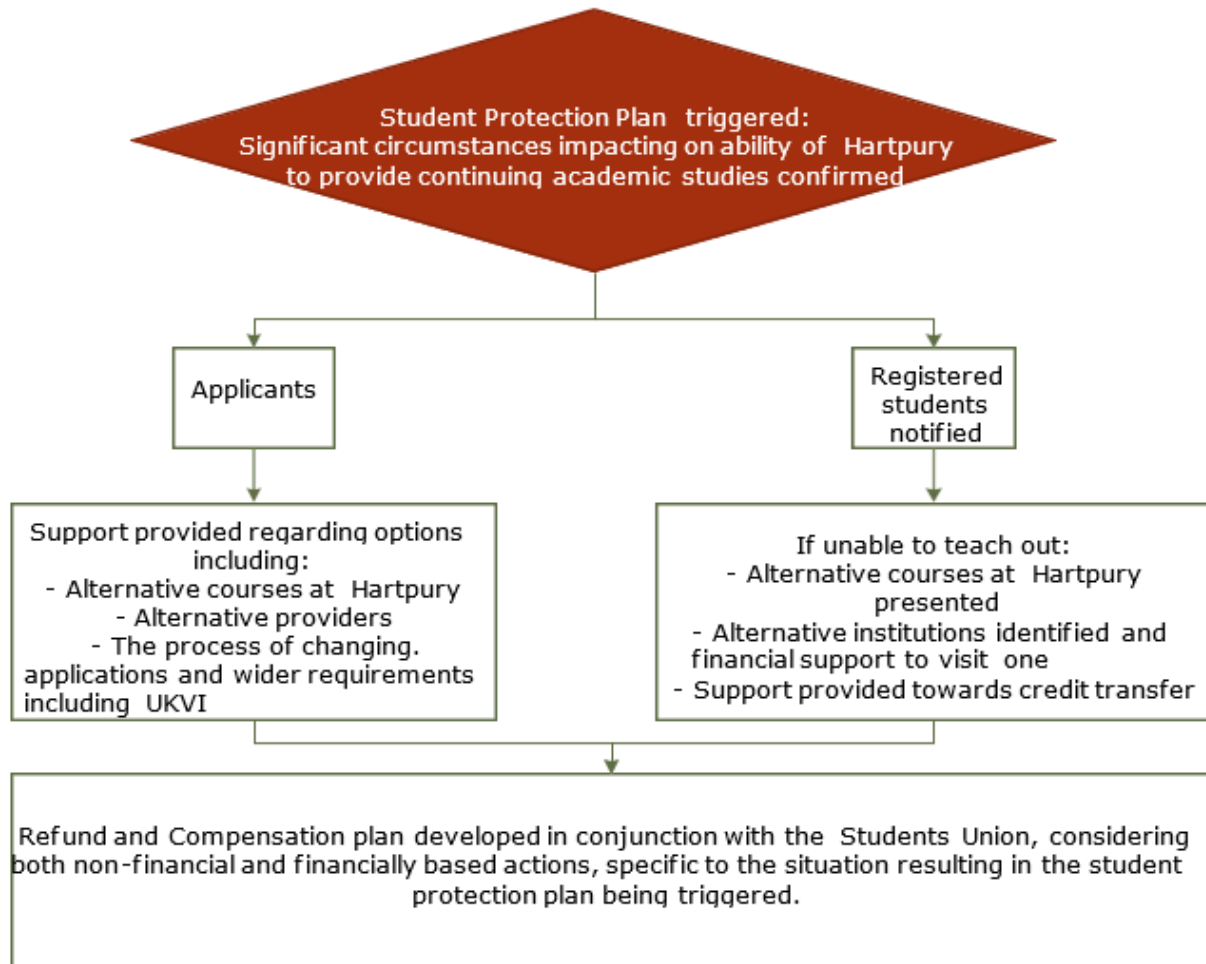 Student Protection Plan triggered:
Significant circumstances impacting on ability of Hartpury
to provide continuing academic studies confirmed
Applicants
Registered
students
notified
Support provided regarding options
including:
- Alternative courses at Hartpury
- Alternative providers
- The process of changing.
applications and wider requirements
including UKVI
If unable to teach out:
- Alternative courses at Hartpury
presented
- Alternative institutions identified and
financial support to visit one
- Support provided towards credit transfer
Refund and Compensation plan developed in conjunction with the Students Union, considering
both non-financial and financially based actions, specific to the situation resulting in the student
protection plan being triggered.